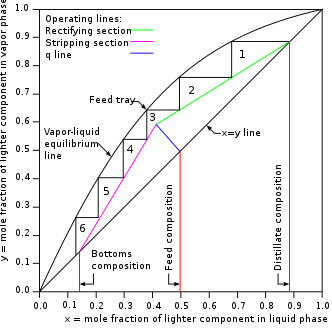 Operating lines:
Rectifying section
Stripping section
q line
1.0
0.9
0.8
0.7
0.6
0.5
0.4
0.3
0.2
0.1
0.0
y = mole fraction of lighter component in vapor phase
1
2
3
4
5
6
Feed tray
Vapor-liquid
equilibrium
line
x=y line
Bottoms
composition
Feed composition
Distillate composition
0.0
0.1
0.2
0.3
0.4
0.5
0.6
0.7
0.8
0.9
1.0
x = mole fraction of lighter component in liquid phase